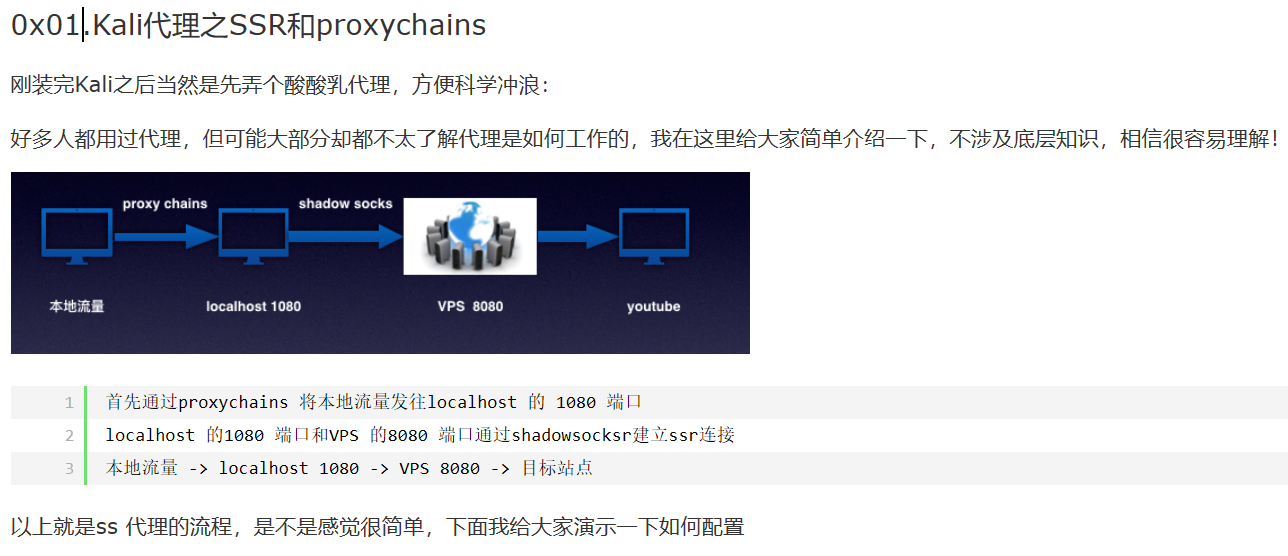 0x01.Kali代理之SSR和proxychains
刚装完Kali之后当然是先弄个酸酸乳代理，方便科学冲浪：
好多人都用过代理，但可能大部分却都不太了解代理是如何工作的，我在这里给大家简单介绍一下，不涉及底层知识，相信很容易理解！
proxy chains
shadow socks
本地流量
localhost 1080
VPS 8080
youtube
1 首先通过proxychains 将本地流量发往localhost 的 1080 端口
2 localhost 的1080 端口和VPS 的8080 端口通过shadowsocksr建立ssr连接
3 本地流量 -> localhost 1080 -> VPS 8080 -> 目标站点
以上就是ss 代理的流程，是不是感觉很简单，下面我给大家演示一下如何配置